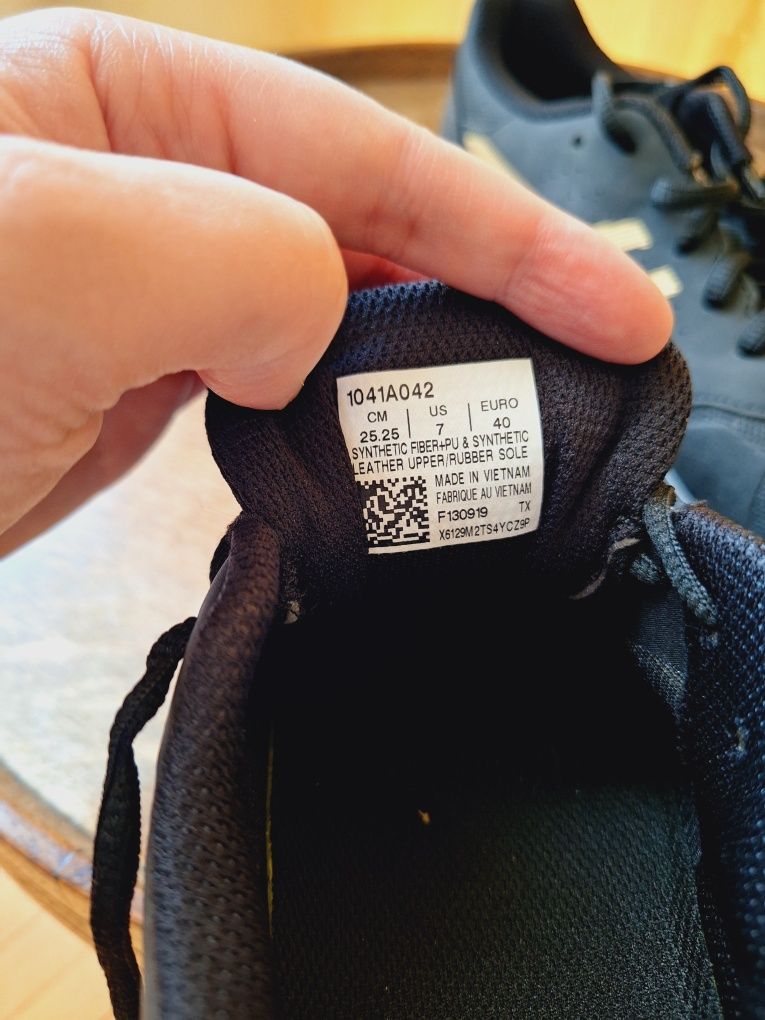 1041A042
CM | US | EURO
25.25 | 7 | 40
SYNTHETIC FIBER+PU & SYNTHETIC
LEATHER UPPER/RUBBER SOLE
MADE IN VIETNAM
FABRIQUE AU VIETNAM
F130919 TX
X6129M2TS4YCZ9P